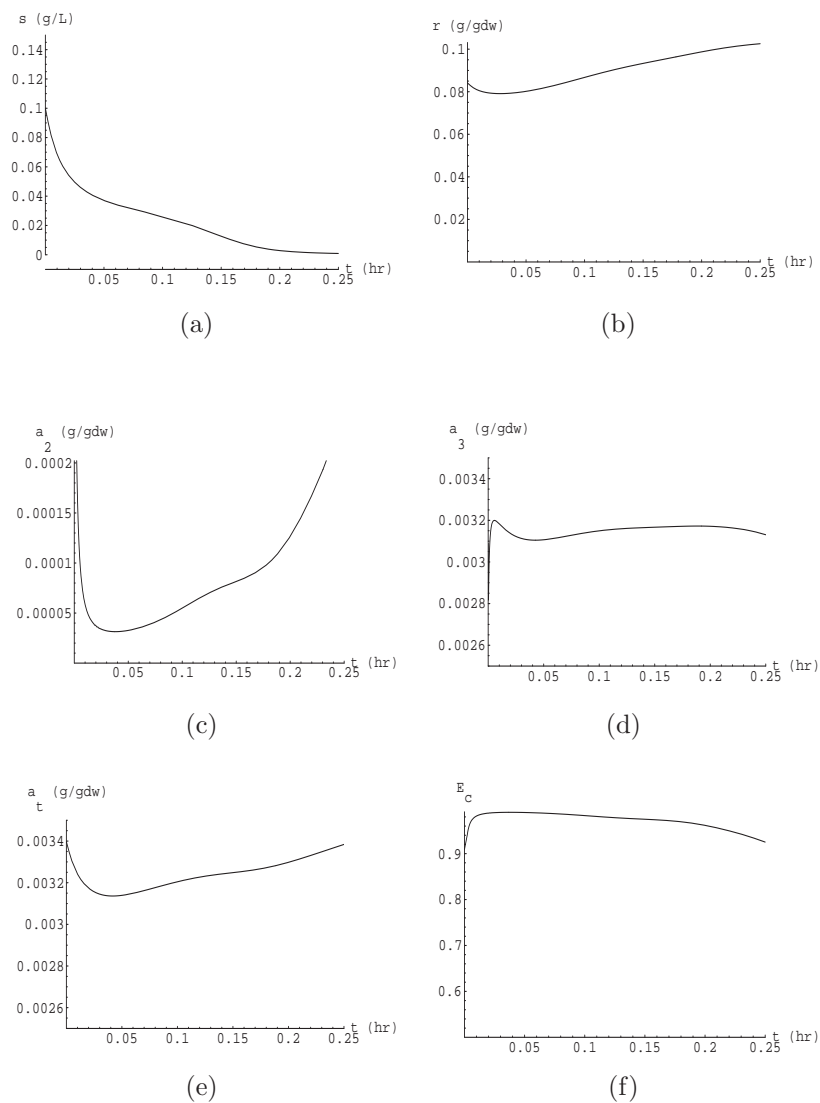 s (g/L)
0.14
0.12
0.1
0.08
0.06
0.04
0.02
0
0.05 0.1 0.15 0.2 0.25
t (hr)
(a)
r (g/gdw)
0.1
0.08
0.06
0.04
0.02
0.05 0.1 0.15 0.2 0.25
t (hr)
(b)
a2 (g/gdw)
0.0002
0.00015
0.0001
0.00005
0.05 0.1 0.15 0.2 0.25
t (hr)
(c)
a3 (g/gdw)
0.0034
0.0032
0.003
0.0028
0.0026
0.05 0.1 0.15 0.2 0.25
t (hr)
(d)
at (g/gdw)
0.0034
0.0032
0.003
0.0028
0.0026
0.05 0.1 0.15 0.2 0.25
t (hr)
(e)
Ec
0.9
0.8
0.7
0.6
0.05 0.1 0.15 0.2 0.25
t (hr)
(f)